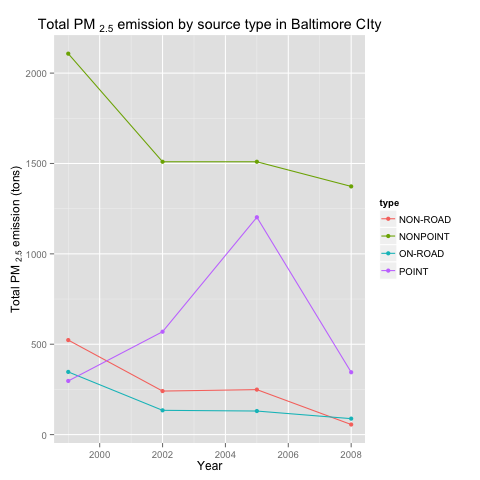 Total PM 2.5 emission by source type in Baltimore CIty
Total PM 2.5 emission (tons)
2000
1500
1000
500
0
2000 2002 2004 2006 2008
Year
type
NON-ROAD
NONPOINT
ON-ROAD
POINT